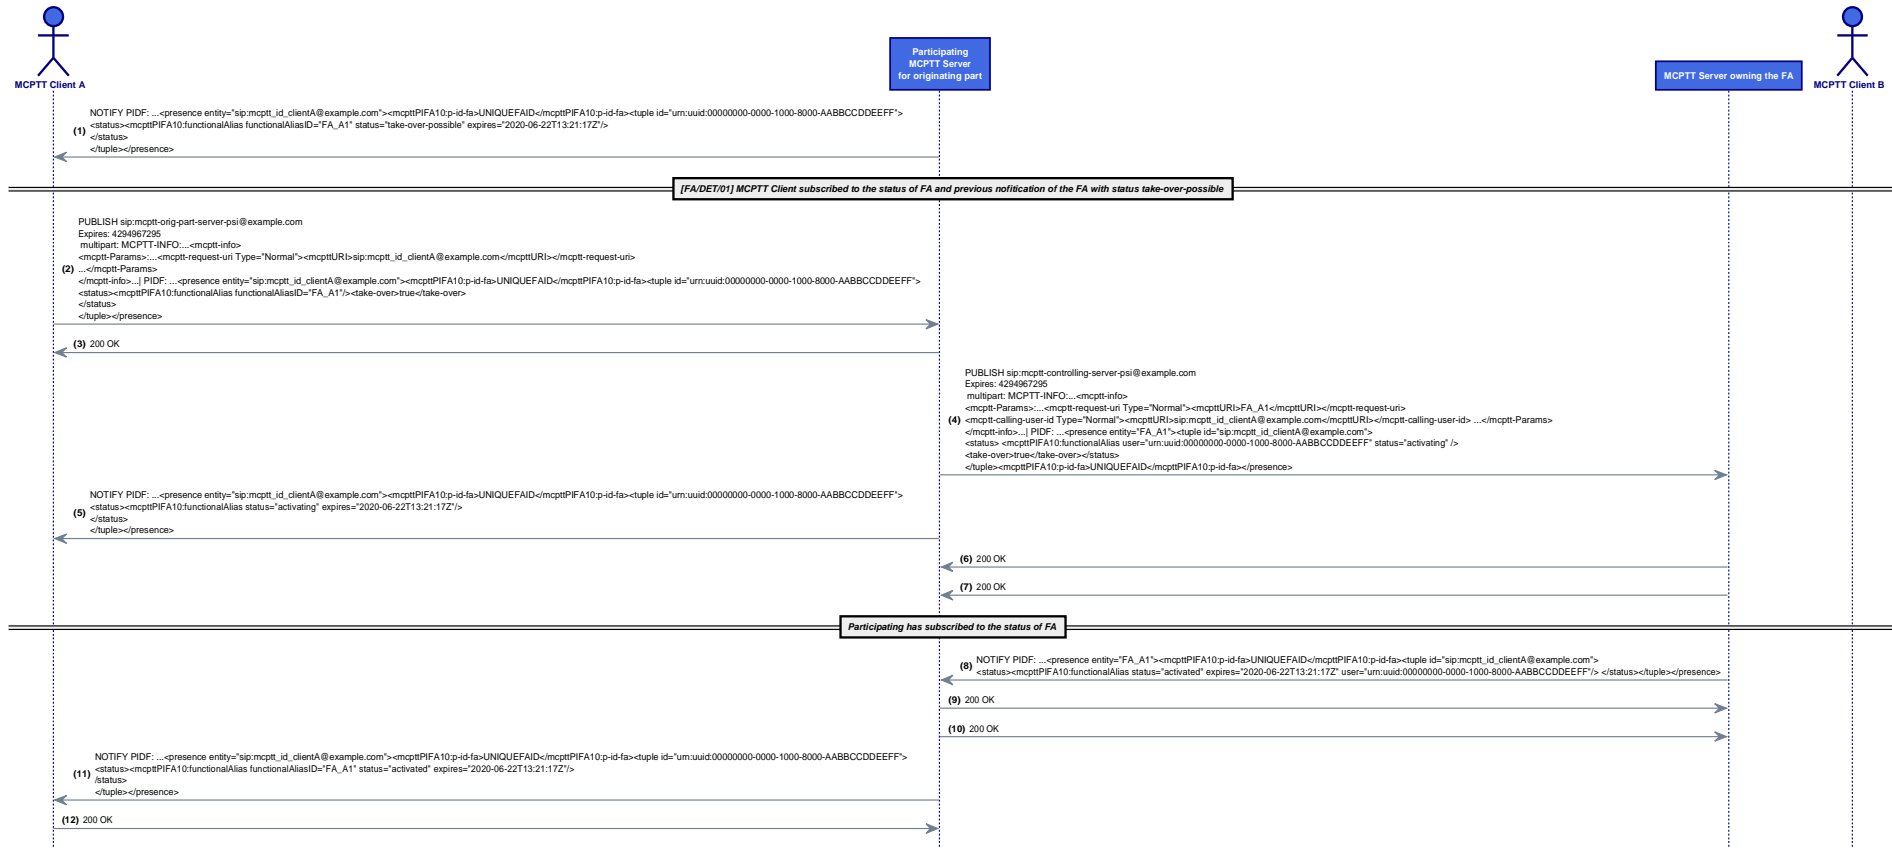 MCPTT Client A
Participating
MCPTT Server
for originating part
MCPTT Server owning the FA
MCPTT Client B
NOTIFY PIDF: ...<presence entity="sip:mcptt_id_clientA@example.com"><mcpttPIFA10:p-id-fa>UNIQUEFAID</mcpttPIFA10:p-id-fa><tuple id="urn:uuid:00000000-0000-1000-8000-AABBCCDDEEFF">
(1) <status><mcpttPIFA10:functionalAlias functionalAliasID="FA_A1" status="take-over-possible" expires="2020-06-22T13:21:17Z"/>
</status>
</tuple></presence>
[FA/DET/01] MCPTT Client subscribed to the status of FA and previous nofitication of the FA with status take-over-possible
PUBLISH sip:mcptt-orig-part-server-psi@example.com
Expires: 4294967295
multipart: MCPTT-INFO:...<mcptt-info>
<mcptt-Params>:...<mcptt-request-uri Type="Normal"><mcpttURI>sip:mcptt_id_clientA@example.com</mcpttURI></mcptt-request-uri>
(2) ...</mcptt-Params>
</mcptt-info>...| PIDF: ...<presence entity="sip:mcptt_id_clientA@example.com"><mcpttPIFA10:p-id-fa>UNIQUEFAID</mcpttPIFA10:p-id-fa><tuple id="urn:uuid:00000000-0000-1000-8000-AABBCCDDEEFF">
<status><mcpttPIFA10:functionalAlias functionalAliasID="FA_A1"/><take-over>true</take-over>
</status>
</tuple></presence>
(3) 200 OK
PUBLISH sip:mcptt-controlling-server-psi@example.com
Expires: 4294967295
multipart: MCPTT-INFO:...<mcptt-info>
<mcptt-Params>:...<mcptt-request-uri Type="Normal"><mcpttURI>FA_A1</mcpttURI></mcptt-request-uri>
(4) <mcptt-calling-user-id Type="Normal"><mcpttURI>sip:mcptt_id_clientA@example.com</mcpttURI></mcptt-calling-user-id> ...</mcptt-Params>
</mcptt-info>...| PIDF: ...<presence entity="FA_A1"><tuple id="sip:mcptt_id_clientA@example.com">
<status> <mcpttPIFA10:functionalAlias user="urn:uuid:00000000-0000-1000-8000-AABBCCDDEEFF" status="activating" />
<take-over>true</take-over></status>
</tuple><mcpttPIFA10:p-id-fa>UNIQUEFAID</mcpttPIFA10:p-id-fa></presence>
NOTIFY PIDF: ...<presence entity="sip:mcptt_id_clientA@example.com"><mcpttPIFA10:p-id-fa>UNIQUEFAID</mcpttPIFA10:p-id-fa><tuple id="urn:uuid:00000000-0000-1000-8000-AABBCCDDEEFF">
(5) <status><mcpttPIFA10:functionalAlias status="activating" expires="2020-06-22T13:21:17Z"/>
</status>
</tuple></presence>
(6) 200 OK
(7) 200 OK
Participating has subscribed to the status of FA
NOTIFY PIDF: ...<presence entity="FA_A1"><mcpttPIFA10:p-id-fa>UNIQUEFAID</mcpttPIFA10:p-id-fa><tuple id="sip:mcptt_id_clientA@example.com">
(8) <status><mcpttPIFA10:functionalAlias status="activated" expires="2020-06-22T13:21:17Z" user="urn:uuid:00000000-0000-1000-8000-AABBCCDDEEFF"/> </status></tuple></presence>
(9) 200 OK
(10) 200 OK
NOTIFY PIDF: ...<presence entity="sip:mcptt_id_clientA@example.com"><mcpttPIFA10:p-id-fa>UNIQUEFAID</mcpttPIFA10:p-id-fa><tuple id="urn:uuid:00000000-0000-1000-8000-AABBCCDDEEFF">
(11) <status><mcpttPIFA10:functionalAlias functionalAliasID="FA_A1" status="activated" expires="2020-06-22T13:21:17Z"/>
/status>
</tuple></presence>
(12) 200 OK